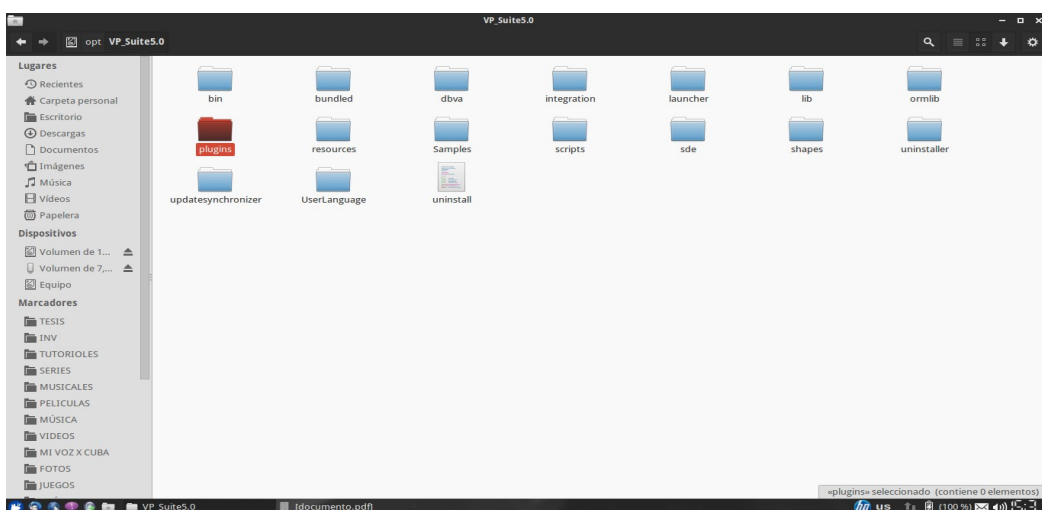 VP_Suite5.0
opt VP_Suite5.0
Lugares
Recientes
Carpeta personal
Escritorio
Descargas
Documentos
Imágenes
Música
Vídeos
Papelera
Dispositivos
Volumen de 1...
Volumen de 7,...
Equipo
Marcadores
TESIS
INV
TUTORIOLES
SERIES
MUSICALES
PELICULAS
MÚSICA
VIDEOS
MI VOZ X CUBA
FOTOS
JUEGOS
bin bundled dbva integration launcher lib ormlib
plugins resources Samples scripts sde shapes uninstaller
updatesynchronizer UserLanguage uninstall
«plugins» seleccionado (contiene 0 elementos)
VP_Suite5.0 [documento.pdf] hp us (100 %)